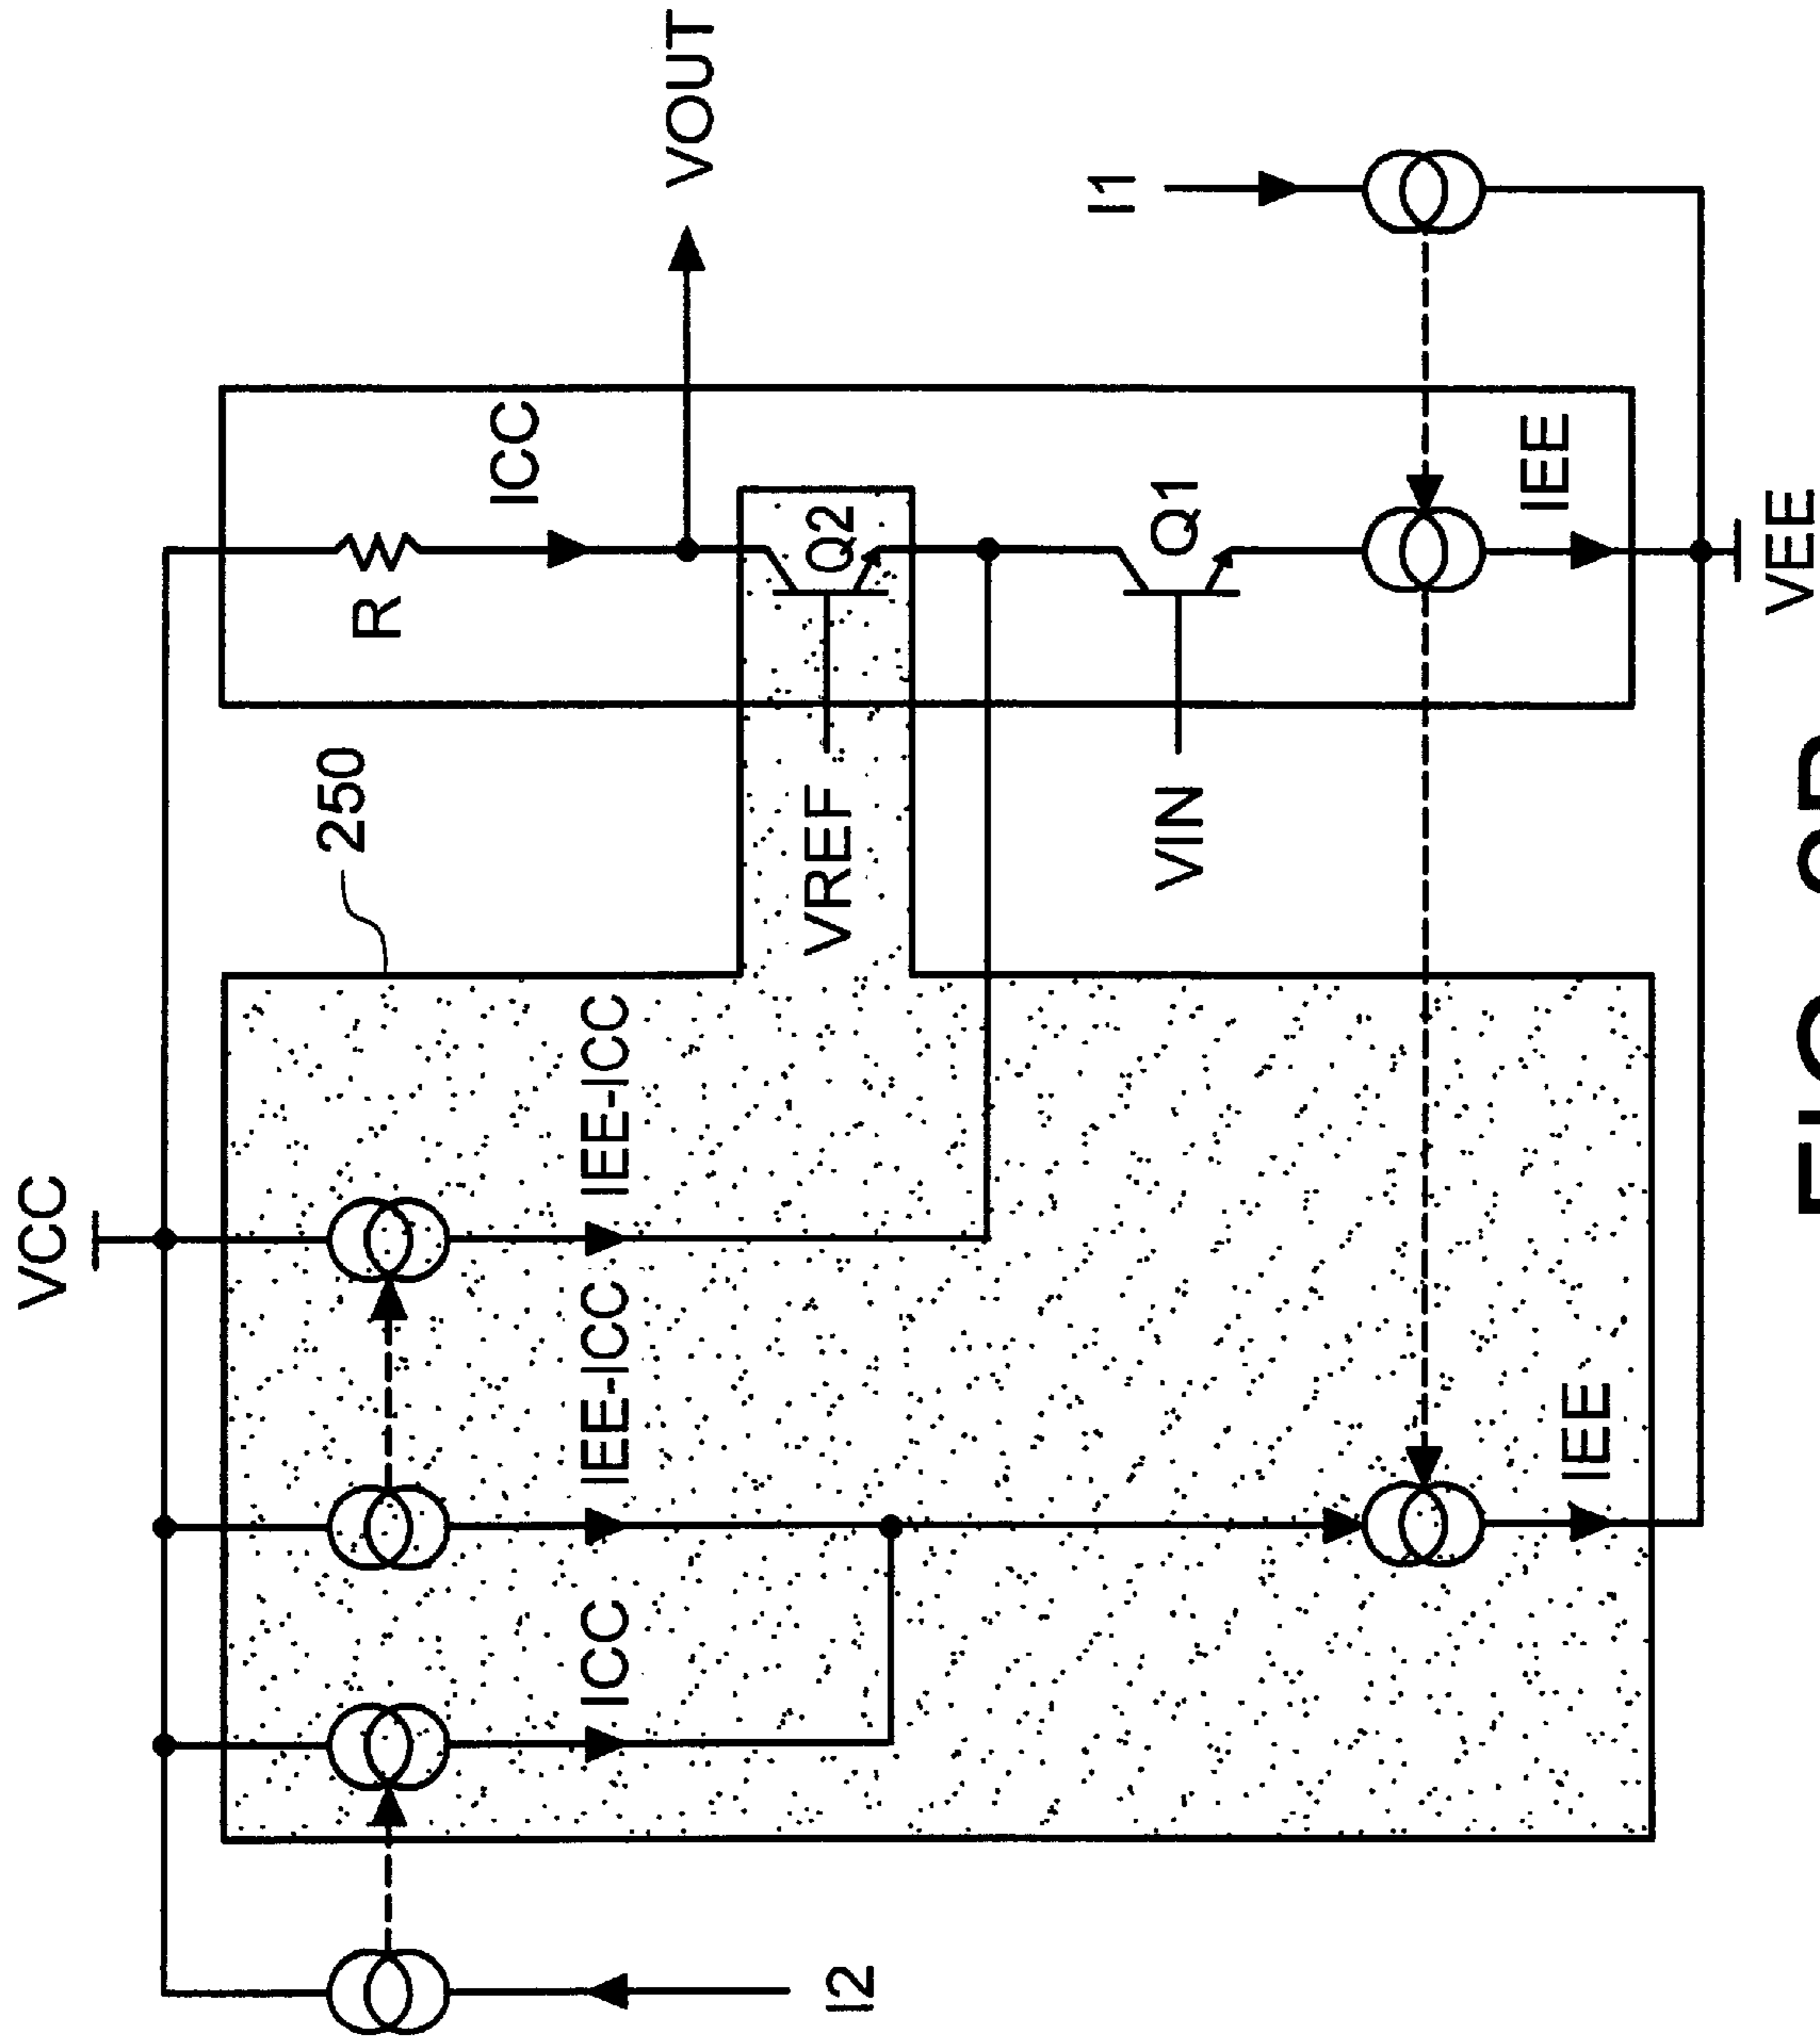 VCC
VOUT
R
250
ICC
ICC
IEE-ICC
IEE-ICC
VREF
Q2
I2
I1
VIN
Q1
IEE
IEE
VEE